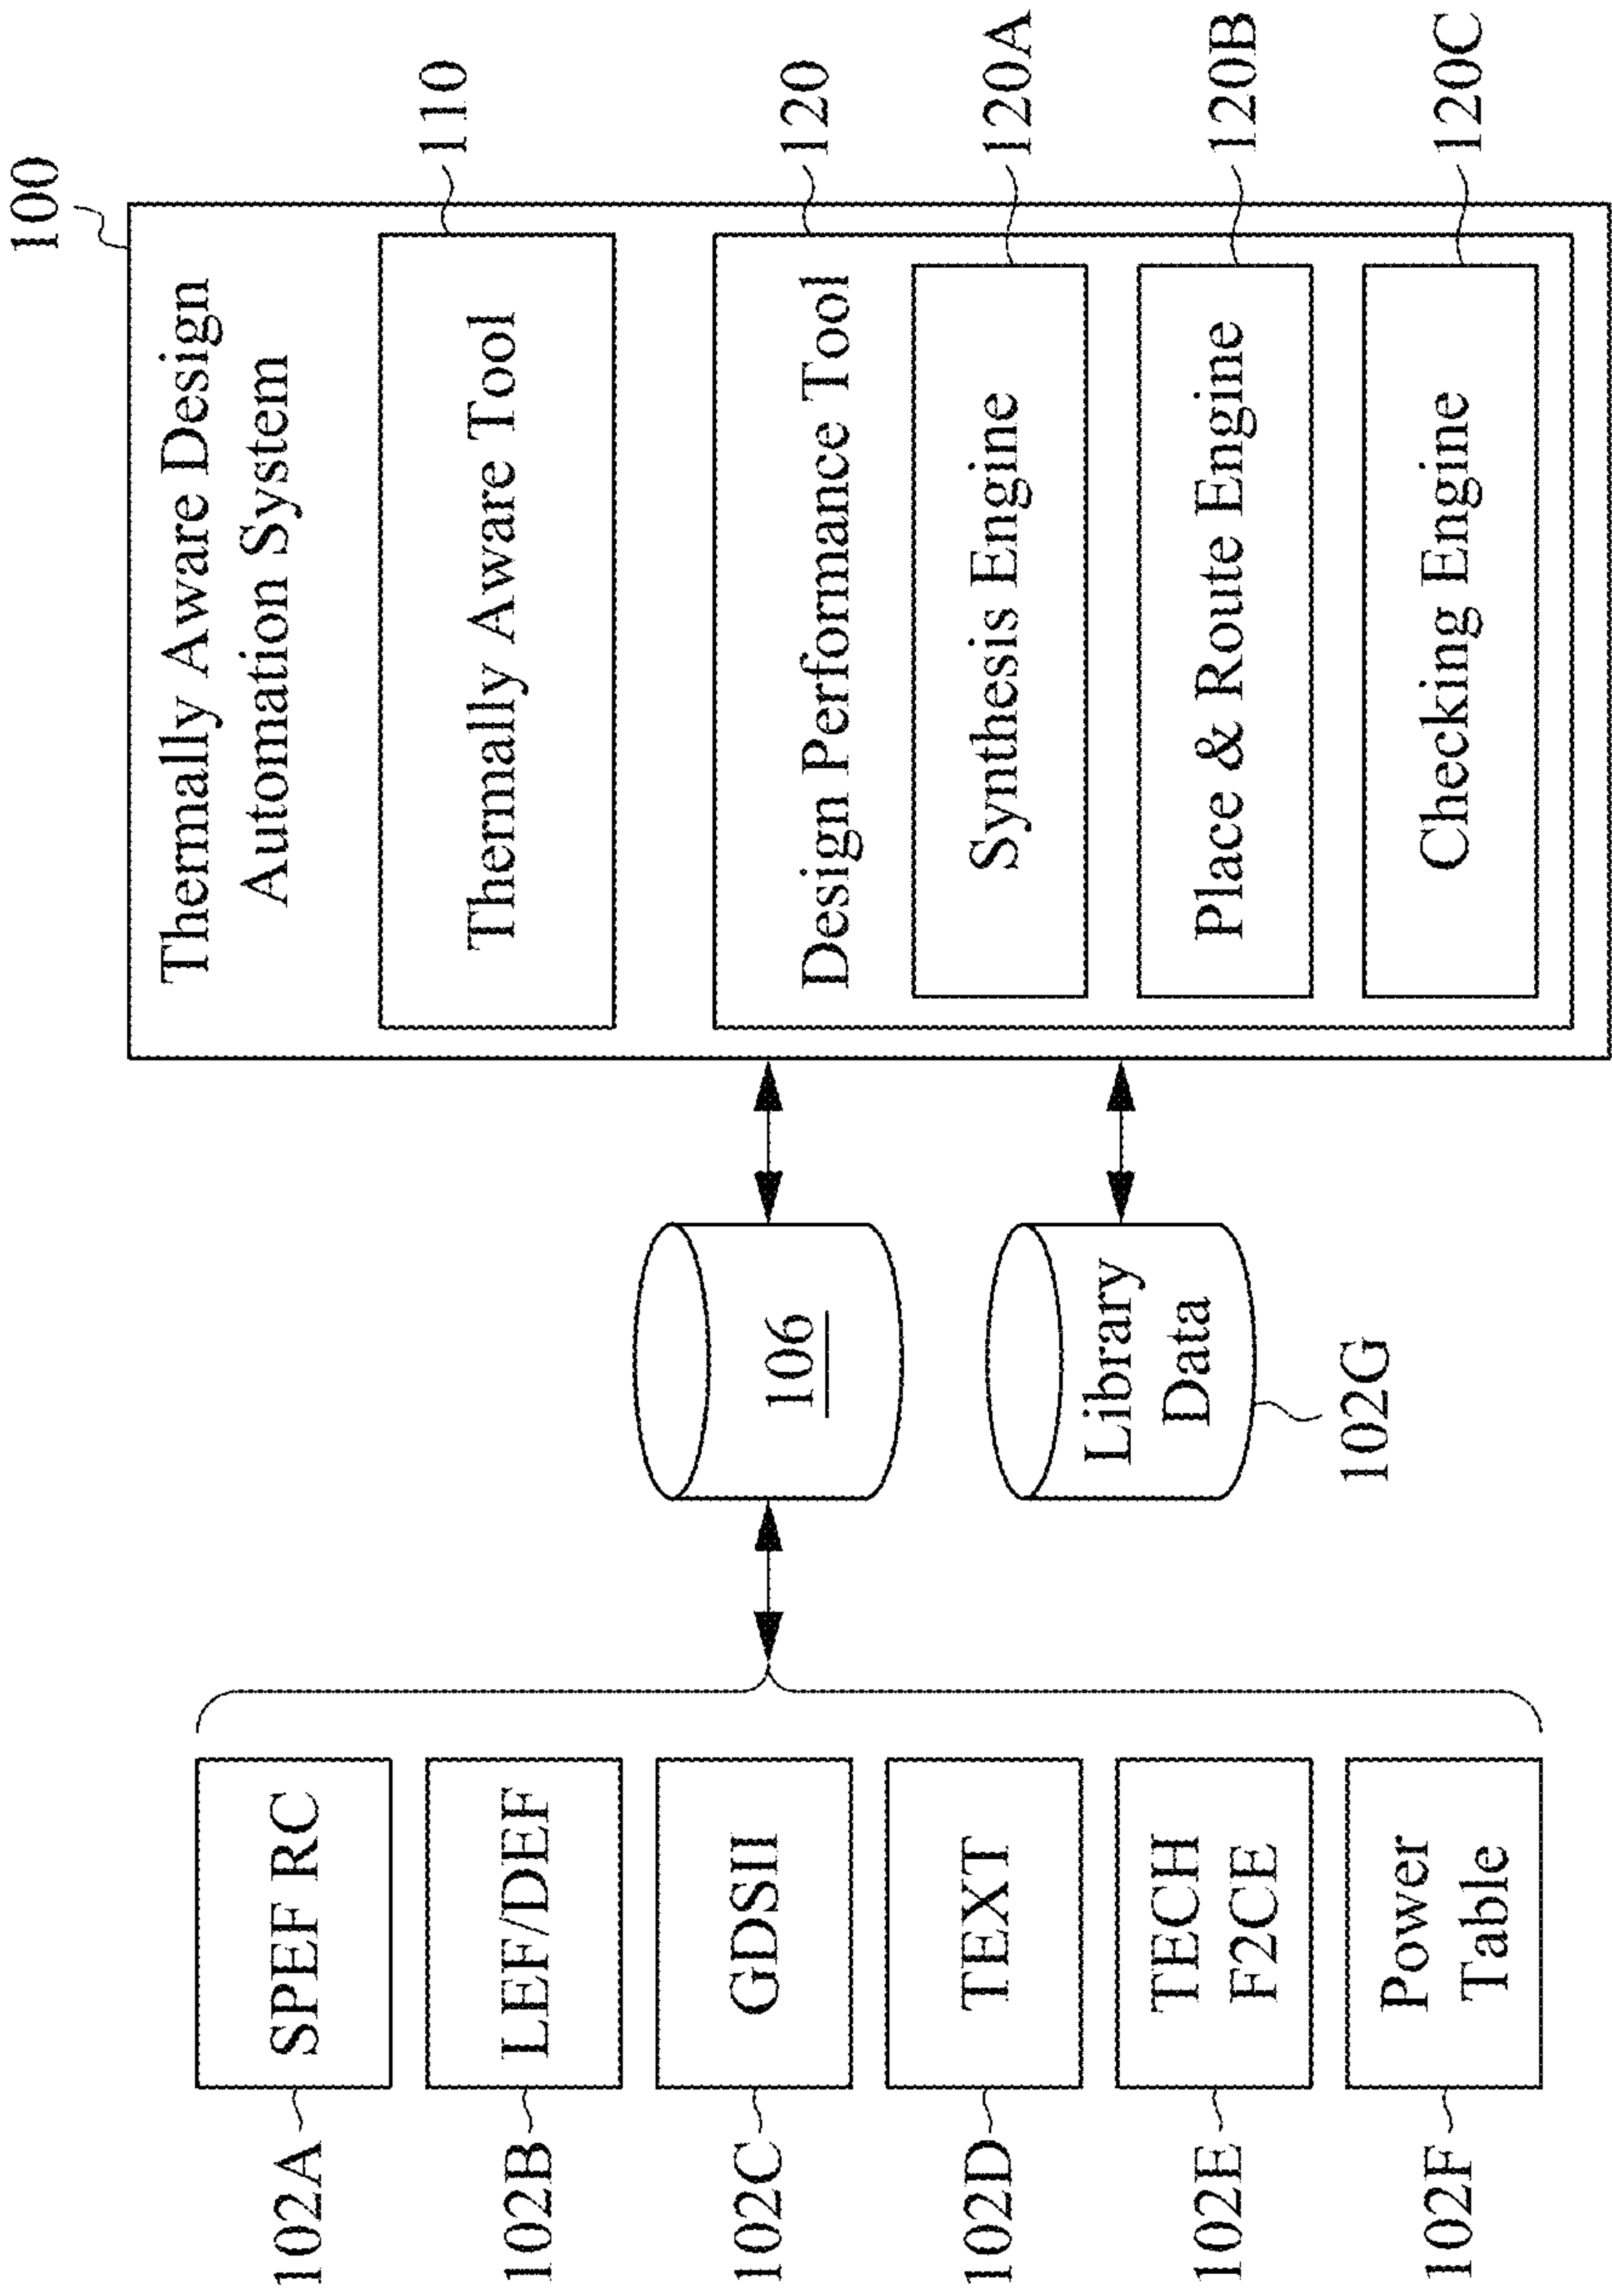 102A
SPEF RC
102B
LEF/DEF
102C
GDSII
102D
TEXT
102E
TECH
F2CE
102F
Power
Table
106
Library
Data
102G
100
Thermally Aware Design
Automation System
Thermally Aware Tool
110
Design Performance Tool
120
Synthesis Engine
120A
Place & Route Engine
120B
Checking Engine
120C